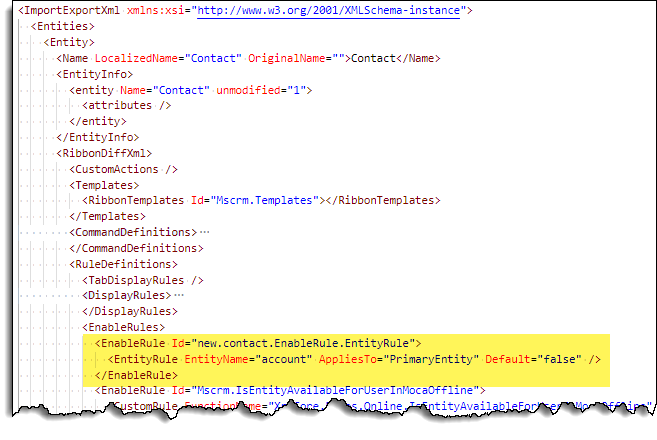 <ImportExportXml xmlns:xsi="http://www.w3.org/2001/XMLSchema-instance">
<Entities>
<Entity>
<Name LocalizedName="Contact" OriginalName="">Contact</Name>
<EntityInfo>
<entity Name="Contact" unmodified="1">
<attributes />
</entity>
</EntityInfo>
<RibbonDiffXml>
<CustomActions />
<Templates>
<RibbonTemplates Id="Mscrm.Templates"></RibbonTemplates>
</Templates>
<CommandDefinitions>…
</CommandDefinitions>
<RuleDefinitions>
<TabDisplayRules />
<DisplayRules>…
</DisplayRules>
<EnableRules>
<EnableRule Id="new.contact.EnableRule.EntityRule">
<EntityRule EntityName="account" AppliesTo="PrimaryEntity" Default="false" />
</EnableRule>
<EnableRule Id="Mscrm.IsEntityAvailableForUserInMocaOffline">